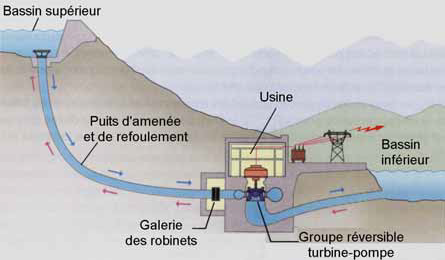 Bassin supérieur
Puits d'amenée
et de refoulement
Usine
Bassin
inférieur
Galerie
des robinets
Groupe réversible
turbine-pompe